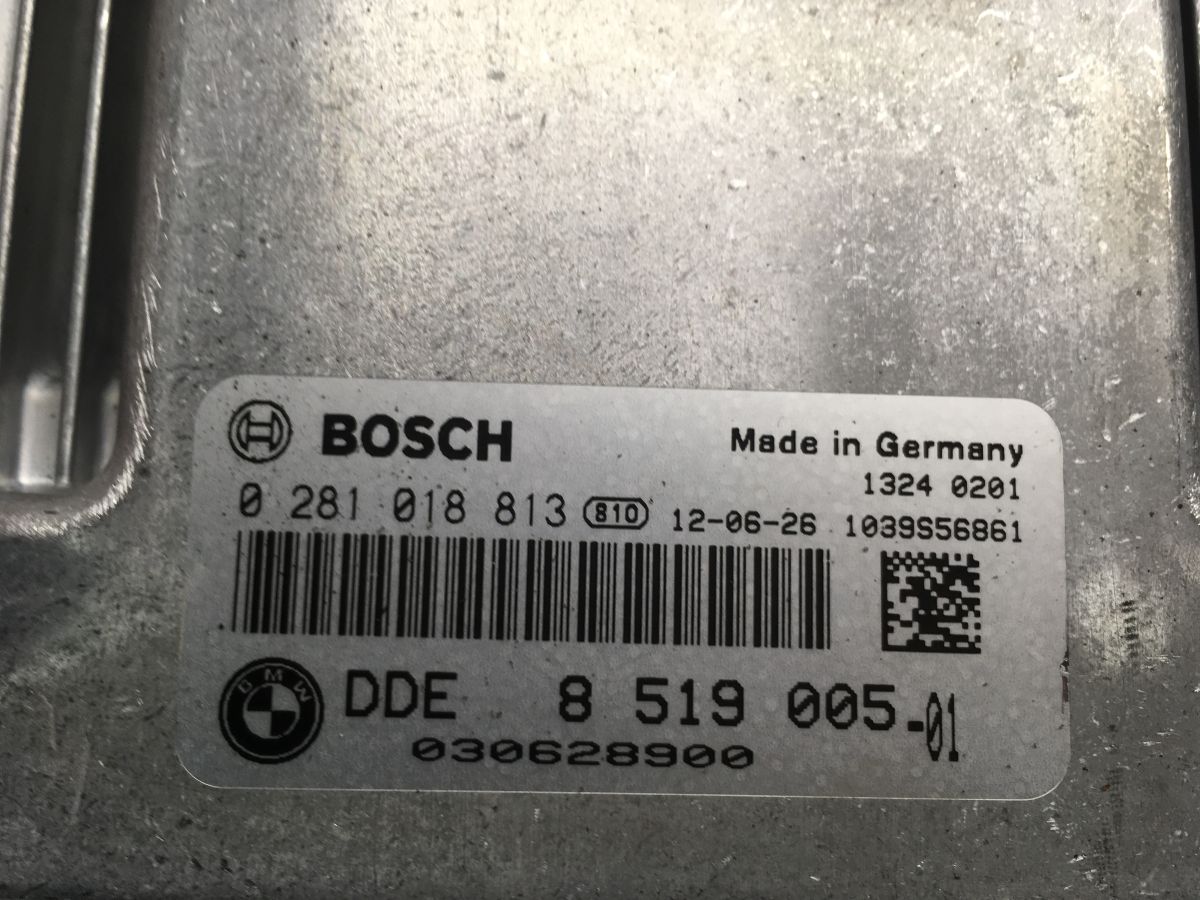 BOSCH
Made in Germany
1324 0201
0 281 018 813 810 12-06-26 1039S56861
BMW
DDE 8 519 005-01
030628900